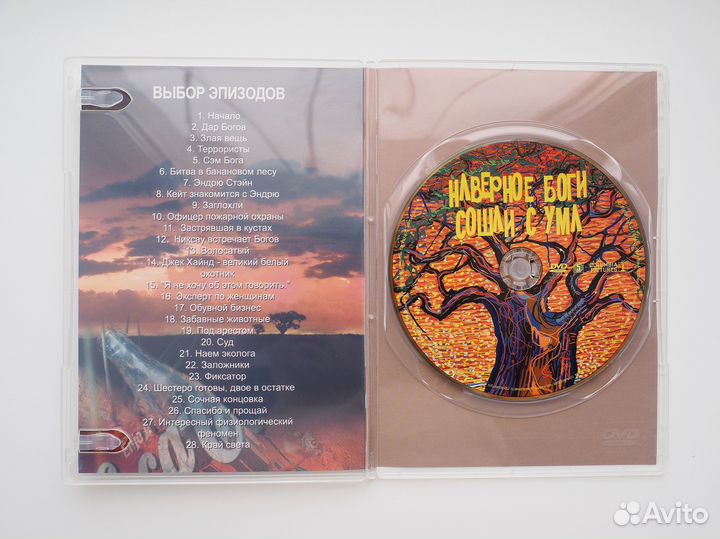 ВЫБОР ЭПИЗОДОВ
1. Начало
2. Дар Богов
3. Злая вещь
4. Террористы
5. Сэм Бога
6. Битва в банановом лесу
7. Эндрю Стэйн
8. Кейт знакомится с Эндрю
9. Заглохли
10. Офицер пожарной охраны
11. Застрявшая в кустах
12. Никсау встречает Богов
13. Волосатый
14. Джек Хайнд - великий белый
охотник
15. "Я не хочу об этом говорить."
16. Эксперт по женщинам
17. Обувной бизнес
18. Забавные животные
19. Под арестом
20. Суд
21. Наем эколога
22. Заложники
23. Фиксатор
24. Шестеро готовы, двое в остатке
25. Сочная концовка
26. Спасибо и прощай
27. Интересный физиологический
феномен
28. Край света
НАВЕРНОЕ БОГИ
СОШЛИ С УМА
DVD
COLUMBIA
PICTURES
DVD
Avito